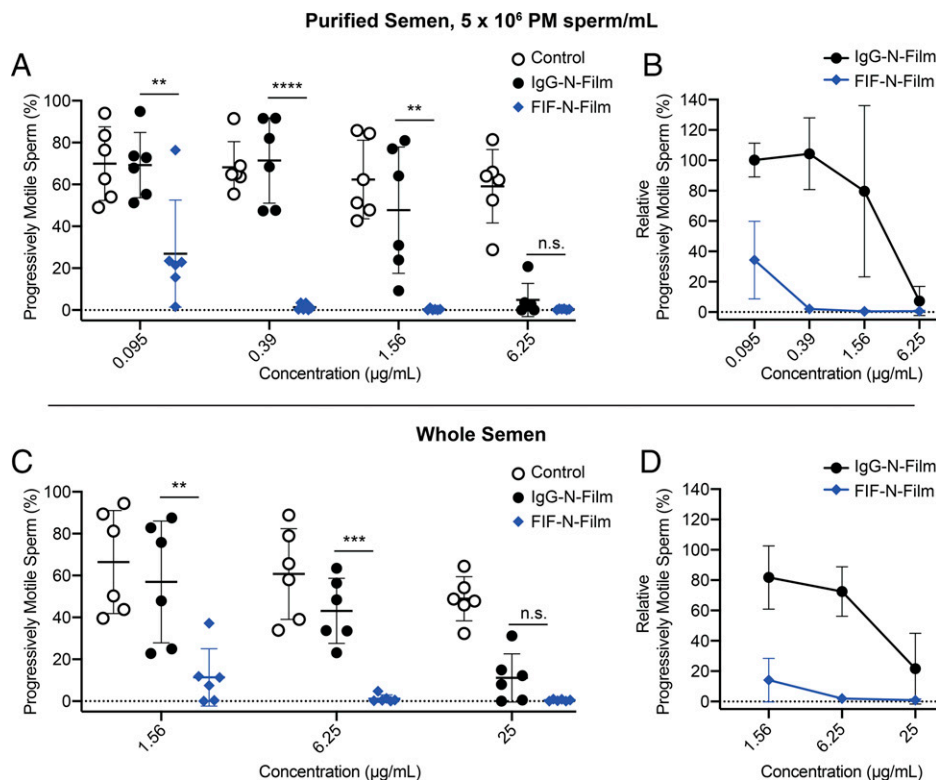 Purified Semen, 5 x 10⁶ PM sperm/mL
A
Control
IgG-N-Film
FIF-N-Film
**
****
**
n.s.
Progressively Motile Sperm (%)
100
80
60
40
20
0
0.095
0.39
1.56
6.25
Concentration (µg/mL)
B
IgG-N-Film
FIF-N-Film
Relative
Progressively Motile Sperm (%)
140
120
100
80
60
40
20
0
0.095
0.39
1.56
6.25
Concentration (µg/mL)
Whole Semen
C
Control
IgG-N-Film
FIF-N-Film
**
***
n.s.
Progressively Motile Sperm (%)
100
80
60
40
20
0
1.56
6.25
25
Concentration (µg/mL)
D
IgG-N-Film
FIF-N-Film
Relative
Progressively Motile Sperm (%)
140
120
100
80
60
40
20
0
1.56
6.25
25
Concentration (µg/mL)